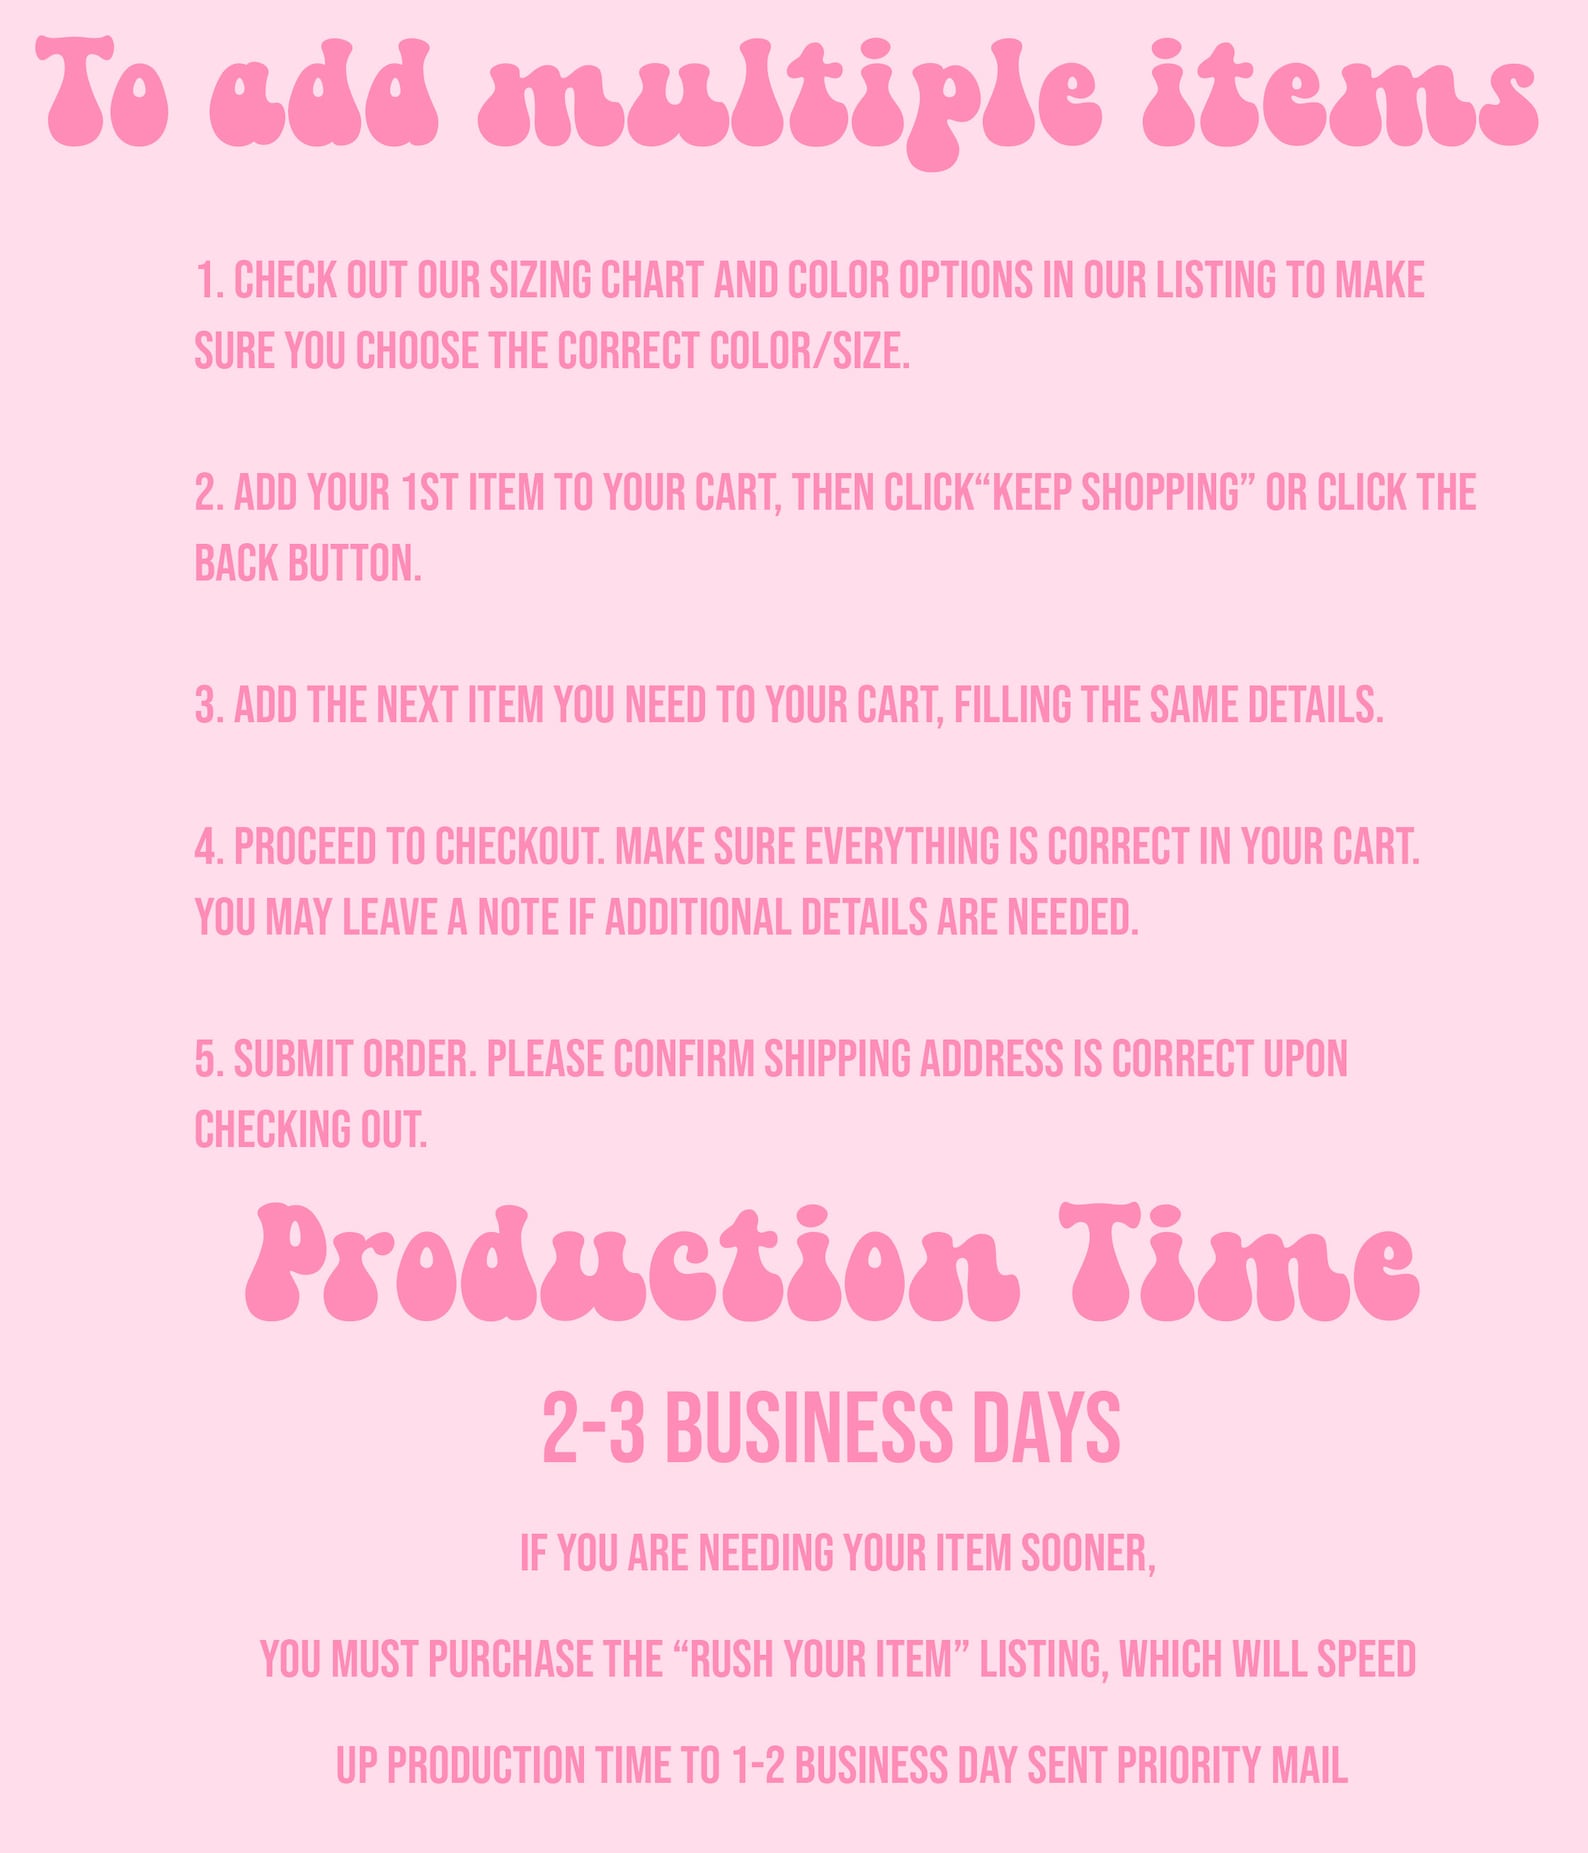 To add multiple items
1. CHECK OUT OUR SIZING CHART AND COLOR OPTIONS IN OUR LISTING TO MAKE
SURE YOU CHOOSE THE CORRECT COLOR/SIZE.
2. ADD YOUR 1ST ITEM TO YOUR CART, THEN CLICK“KEEP SHOPPING” OR CLICK THE
BACK BUTTON.
3. ADD THE NEXT ITEM YOU NEED TO YOUR CART, FILLING THE SAME DETAILS.
4. PROCEED TO CHECKOUT. MAKE SURE EVERYTHING IS CORRECT IN YOUR CART.
YOU MAY LEAVE A NOTE IF ADDITIONAL DETAILS ARE NEEDED.
5. SUBMIT ORDER. PLEASE CONFIRM SHIPPING ADDRESS IS CORRECT UPON
CHECKING OUT.
Production Time
2-3 BUSINESS DAYS
IF YOU ARE NEEDING YOUR ITEM SOONER,
YOU MUST PURCHASE THE “RUSH YOUR ITEM” LISTING, WHICH WILL SPEED
UP PRODUCTION TIME TO 1-2 BUSINESS DAY SENT PRIORITY MAIL